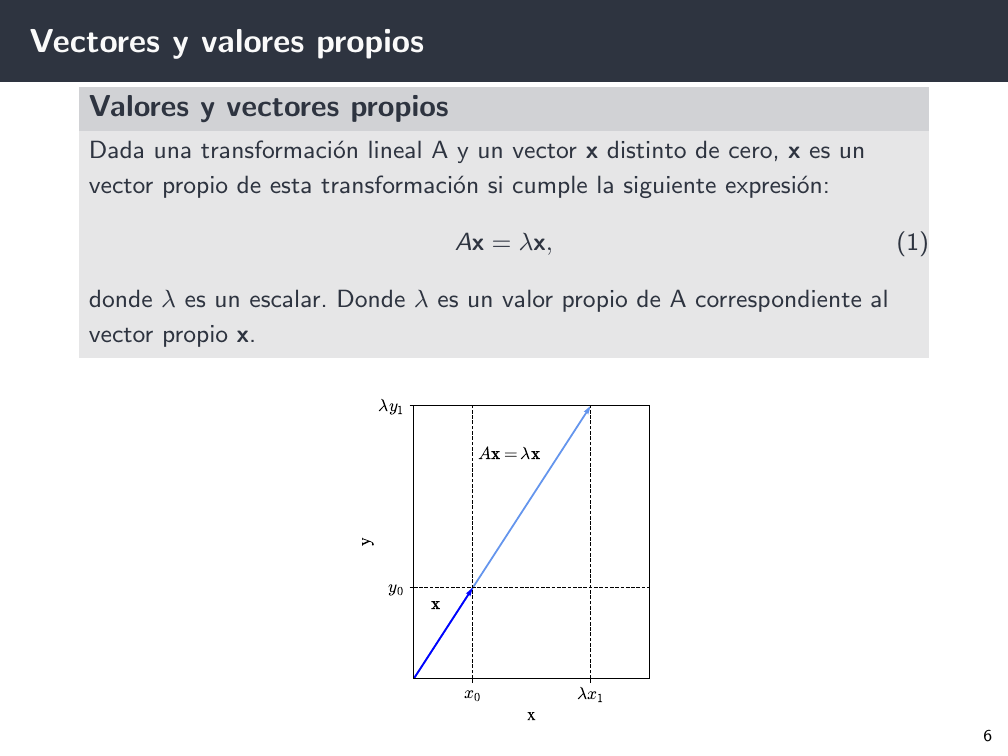 Vectores y valores propios
Valores y vectores propios
Dada una transformación lineal A y un vector x distinto de cero, x es un
vector propio de esta transformación si cumple la siguiente expresión:
Ax = λx, (1)
donde λ es un escalar. Donde λ es un valor propio de A correspondiente al
vector propio x.
λy₁
Ax = λx
y
y₀
x
x₀ λx₁
x
6